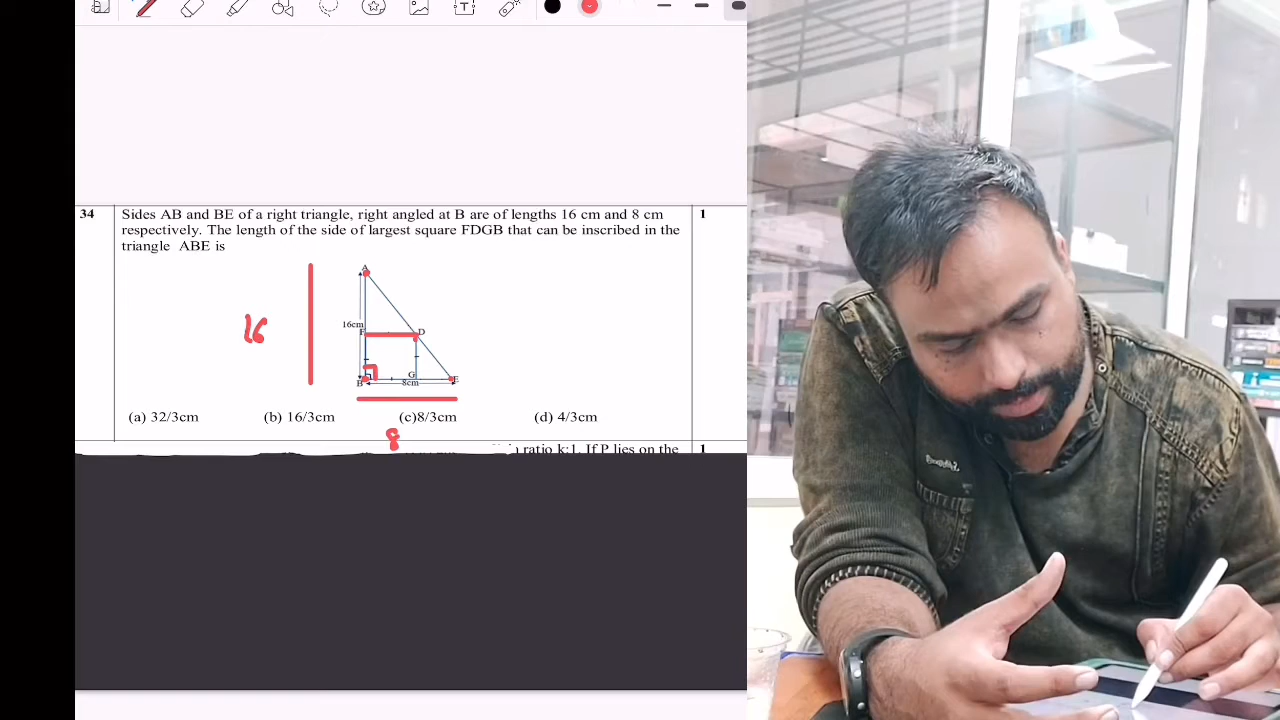 34
Sides AB and BE of a right triangle, right angled at B are of lengths 16 cm and 8 cm
respectively. The length of the side of largest square FDGB that can be inscribed in the
triangle ABE is
1
A
16cm
F
D
16
B
G
8cm
E
(a) 32/3cm
(b) 16/3cm
(c)8/3cm
(d) 4/3cm
8
ratio k:1. If P lies on the
1